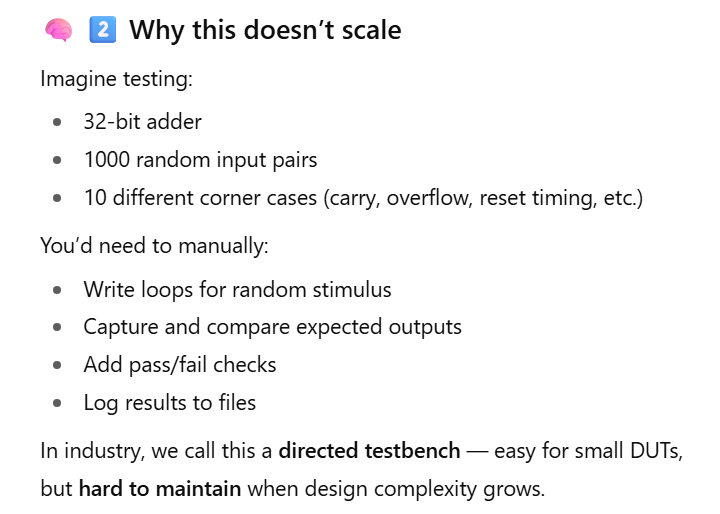 🧠 2️⃣ Why this doesn’t scale
Imagine testing:
• 32-bit adder
• 1000 random input pairs
• 10 different corner cases (carry, overflow, reset timing, etc.)
You’d need to manually:
• Write loops for random stimulus
• Capture and compare expected outputs
• Add pass/fail checks
• Log results to files
In industry, we call this a directed testbench — easy for small DUTs,
but hard to maintain when design complexity grows.